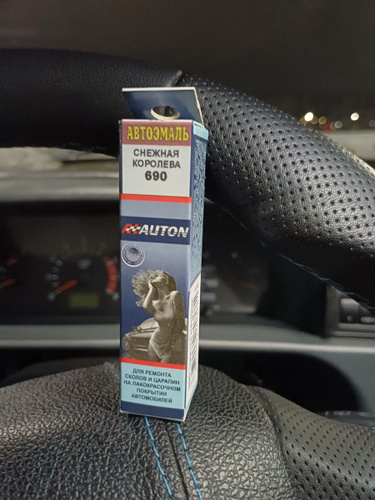 АВТОЭМАЛЬ
СНЕЖНАЯ
КОРОЛЕВА
690
AUTON
ДЛЯ РЕМОНТА
СКОЛОВ И ЦАРАПИН
НА ЛАКОКРАСОЧНОМ
ПОКРЫТИИ
АВТОМОБИЛЕЙ